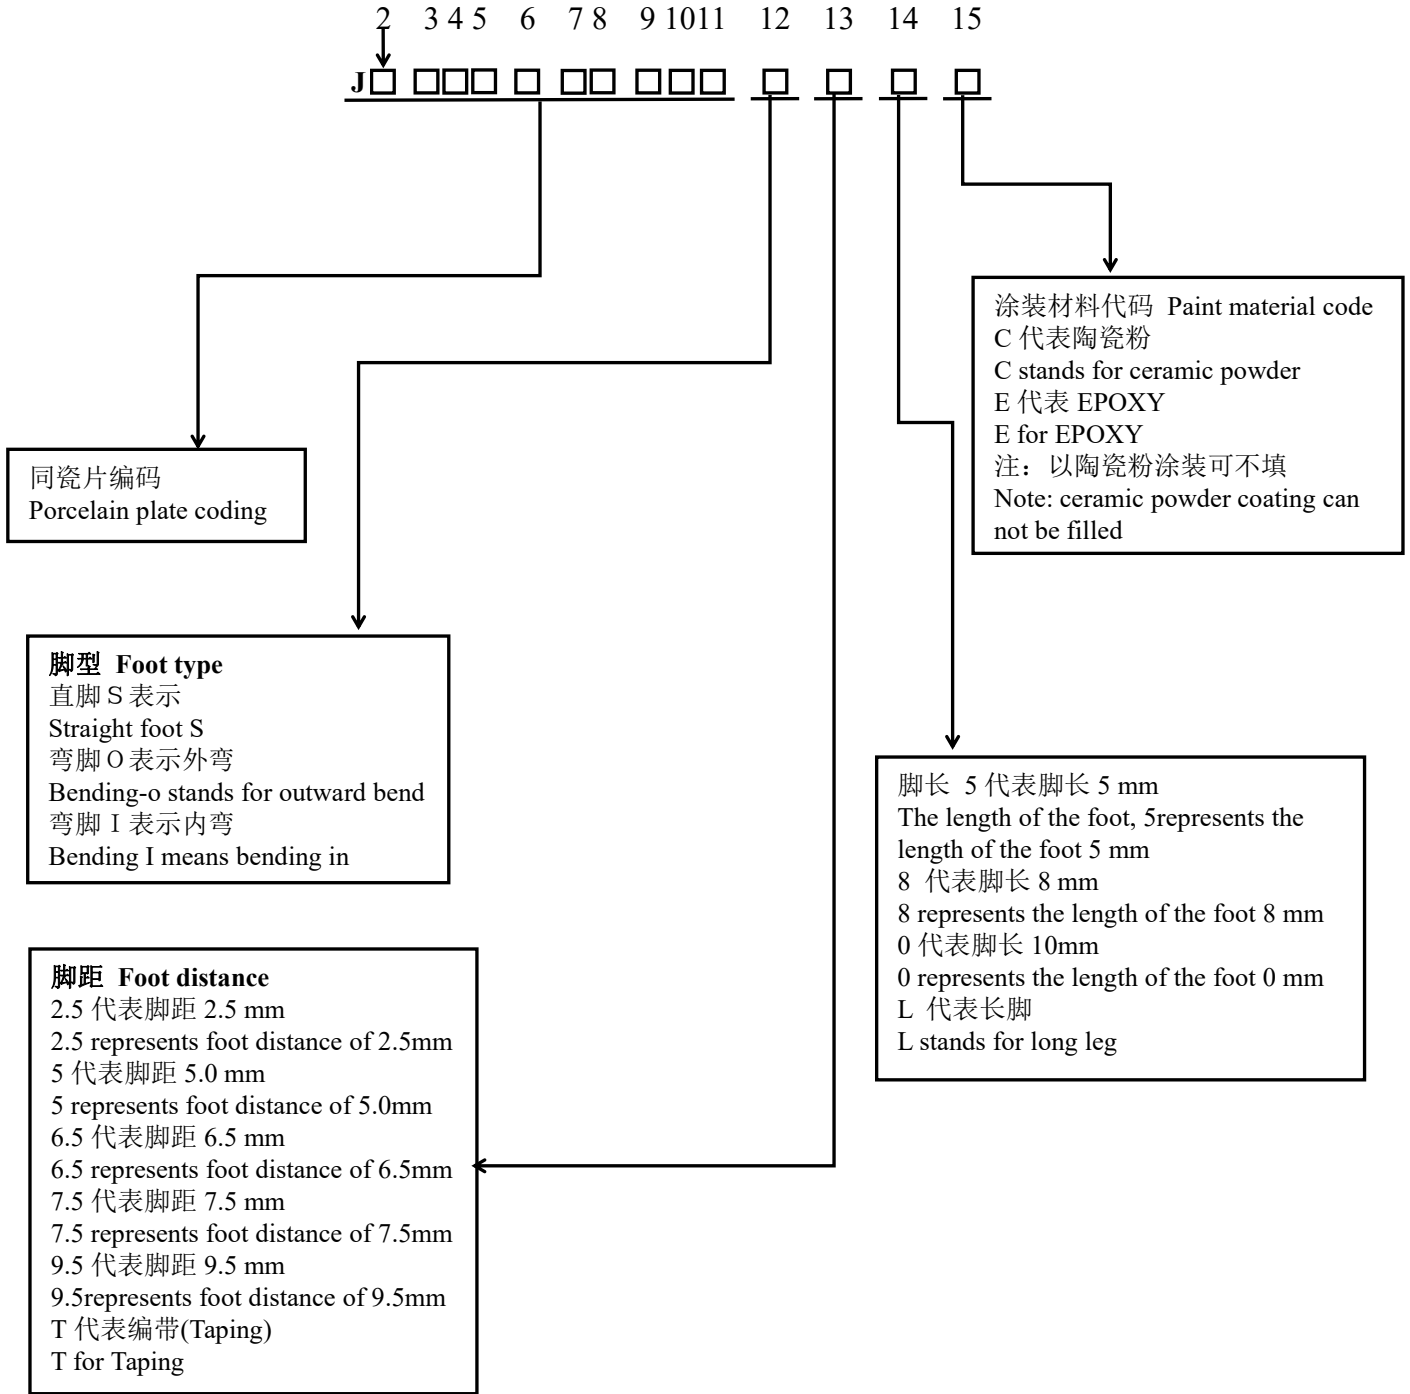 2 3 4 5 6 7 8 9 10 11 12 13 14 15
J□ □□□ □ □□ □□□ □ □ □ □
涂装材料代码 Paint material code
C 代表陶瓷粉
C stands for ceramic powder
E 代表 EPOXY
E for EPOXY
注：以陶瓷粉涂装可不填
Note: ceramic powder coating can
not be filled
同瓷片编码
Porcelain plate coding
脚型 Foot type
直脚 S 表示
Straight foot S
弯脚 O 表示外弯
Bending-o stands for outward bend
弯脚 I 表示内弯
Bending I means bending in
脚长 5 代表脚长 5 mm
The length of the foot, 5represents the
length of the foot 5 mm
8 代表脚长 8 mm
8 represents the length of the foot 8 mm
0 代表脚长 10mm
0 represents the length of the foot 0 mm
L 代表长脚
L stands for long leg
脚距 Foot distance
2.5 代表脚距 2.5 mm
2.5 represents foot distance of 2.5mm
5 代表脚距 5.0 mm
5 represents foot distance of 5.0mm
6.5 代表脚距 6.5 mm
6.5 represents foot distance of 6.5mm
7.5 代表脚距 7.5 mm
7.5 represents foot distance of 7.5mm
9.5 代表脚距 9.5 mm
9.5represents foot distance of 9.5mm
T 代表编带(Taping)
T for Taping